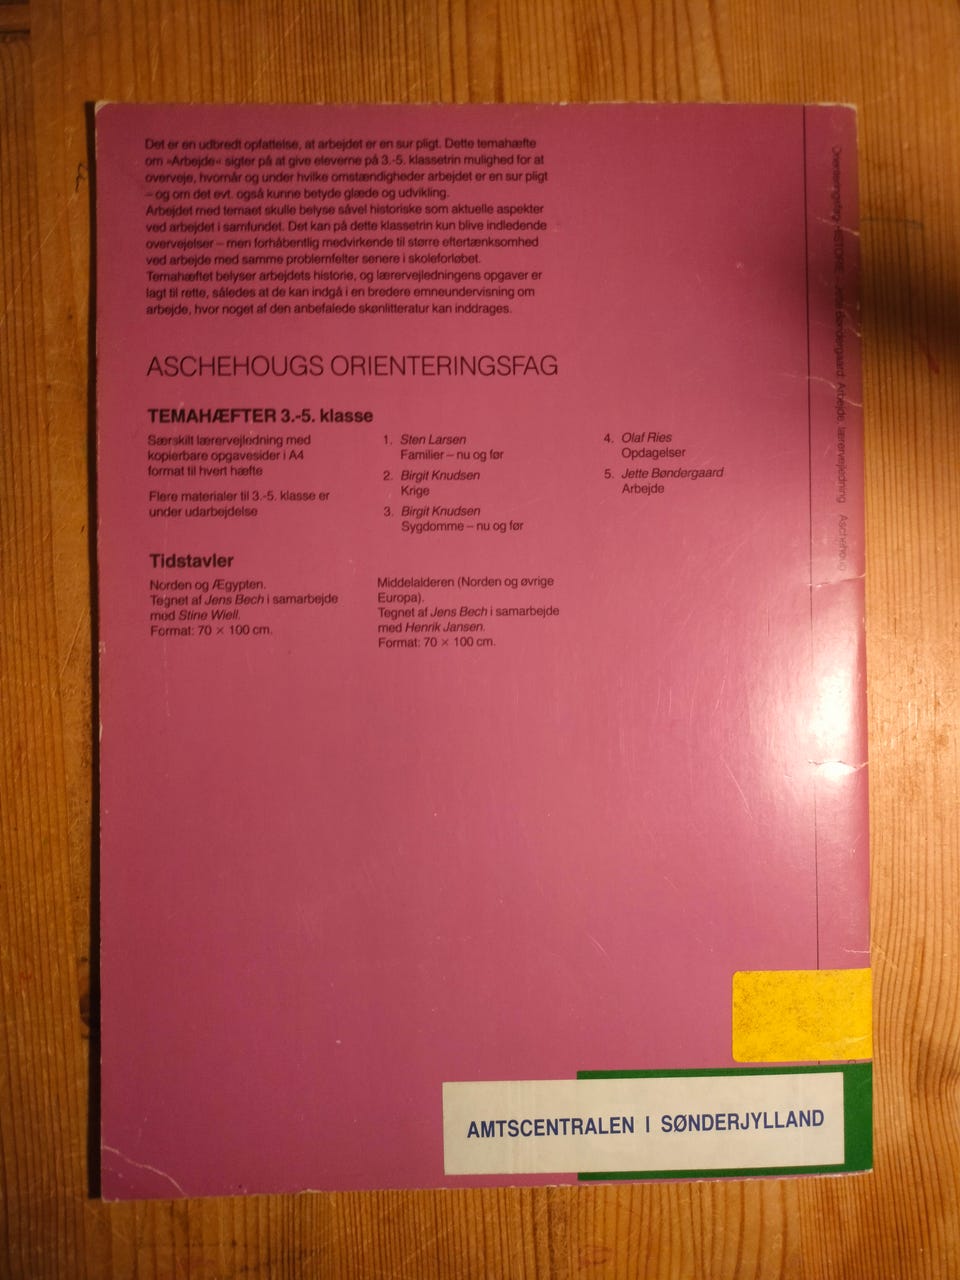 Det er en udbredt opfattelse, at arbejdet er en sur pligt. Dette temahæfte
om »Arbejde« sigter på at give eleverne på 3.-5. klassetrin mulighed for at
overveje, hvornår og under hvilke omstændigheder arbejdet er en sur pligt
– og om det evt. også kunne betyde glæde og udvikling.
Arbejdet med temaet skulle belyse såvel historiske som aktuelle aspekter
ved arbejdet i samfundet. Det kan på dette klassetrin kun blive indledende
overvejelser – men forhåbentlig medvirkende til større eftertænksomhed
ved arbejde med samme problemfelter senere i skoleforløbet.
Temahæftet belyser arbejdets historie, og lærervejledningens opgaver er
lagt til rette, således at de kan indgå i en bredere emneundervisning om
arbejde, hvor noget af den anbefalede skønlitteratur kan inddrages.
ASCHEHOUGS ORIENTERINGSFAG
TEMAHÆFTER 3.-5. klasse
Særskilt lærervejledning med
kopierbare opgavesider i A4
format til hvert hæfte
Flere materialer til 3.-5. klasse er
under udarbejdelse
1. Sten Larsen
Familier – nu og før
2. Birgit Knudsen
Krige
3. Birgit Knudsen
Sygdomme – nu og før
4. Olaf Ries
Opdagelser
5. Jette Bøndergaard
Arbejde
Tidstavler
Norden og Ægypten.
Tegnet af Jens Bech i samarbejde
med Stine Wiell.
Format: 70 × 100 cm.
Middelalderen (Norden og øvrige
Europa).
Tegnet af Jens Bech i samarbejde
med Henrik Jansen.
Format: 70 × 100 cm.
Orienteringsfag HISTORIE Jette Bøndergaard Arbejde, lærervejledning Aschehoug
AMTSCENTRALEN I SØNDERJYLLAND